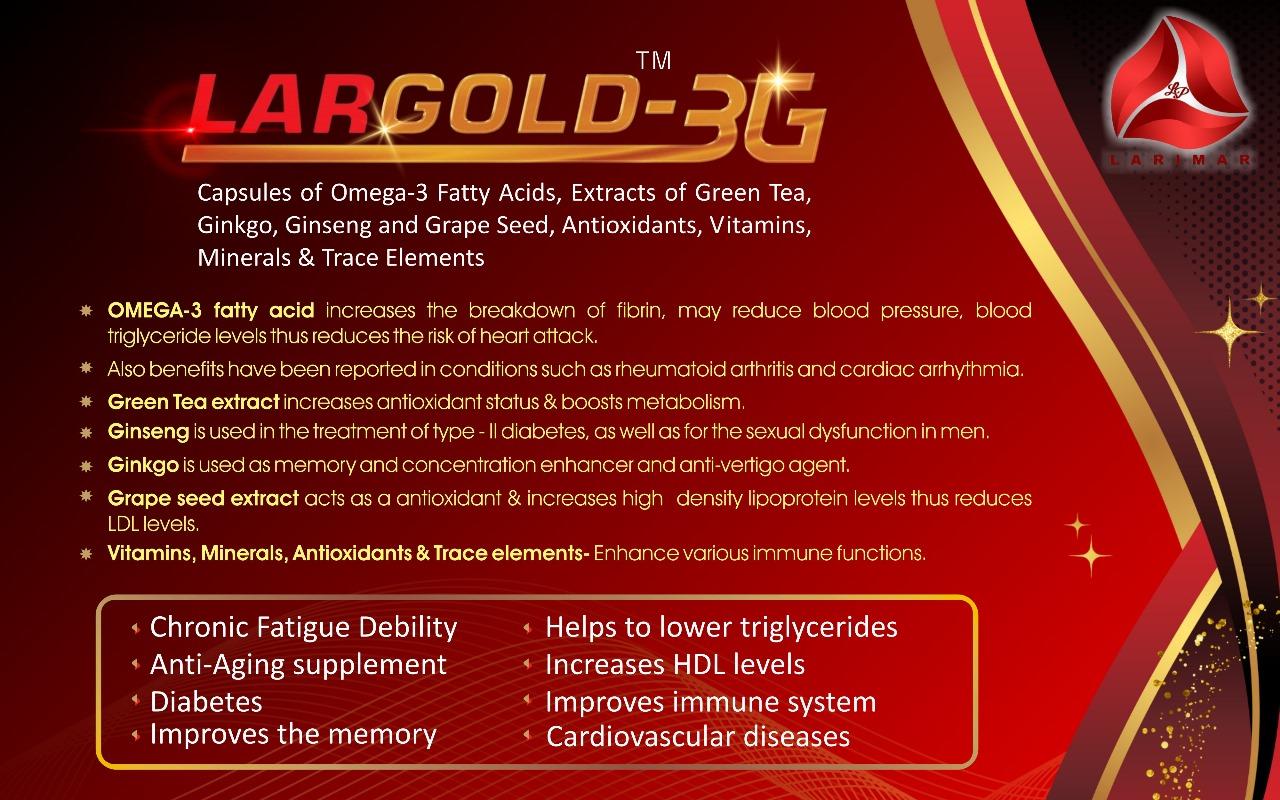 TM
LARGOLD-3G
LARIMAR
Capsules of Omega-3 Fatty Acids, Extracts of Green Tea,
Ginkgo, Ginseng and Grape Seed, Antioxidants, Vitamins,
Minerals & Trace Elements
OMEGA-3 fatty acid increases the breakdown of fibrin, may reduce blood pressure, blood
triglyceride levels thus reduces the risk of heart attack.
Also benefits have been reported in conditions such as rheumatoid arthritis and cardiac arrhythmia.
Green Tea extract increases antioxidant status & boosts metabolism.
Ginseng is used in the treatment of type - II diabetes, as well as for the sexual dysfunction in men.
Ginkgo is used as memory and concentration enhancer and anti-vertigo agent.
Grape seed extract acts as a antioxidant & increases high density lipoprotein levels thus reduces
LDL levels.
Vitamins, Minerals, Antioxidants & Trace elements- Enhance various immune functions.
Chronic Fatigue Debility
Anti-Aging supplement
Diabetes
Improves the memory
Helps to lower triglycerides
Increases HDL levels
Improves immune system
Cardiovascular diseases